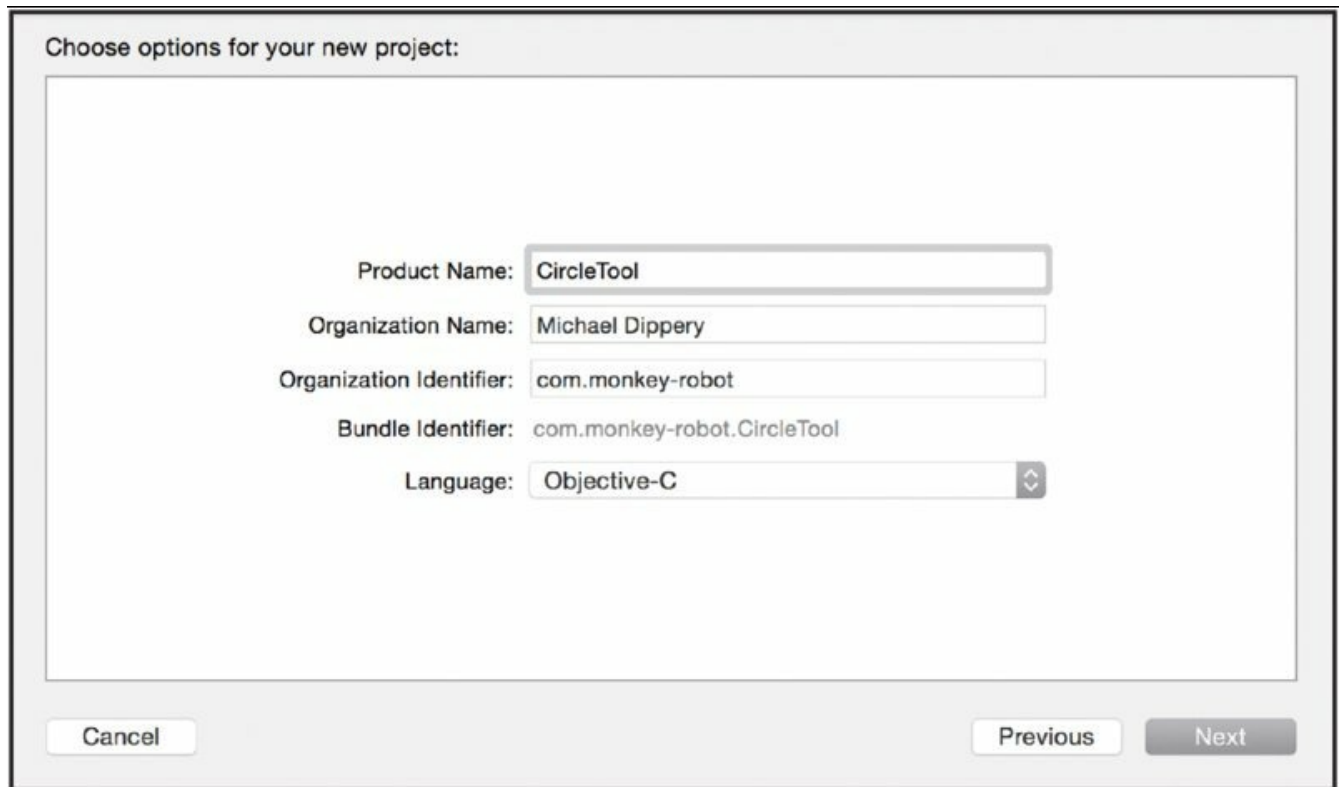 Choose options for your new project:
Product Name: CircleTool
Organization Name: Michael Dippery
Organization Identifier: com.monkey-robot
Bundle Identifier: com.monkey-robot.CircleTool
Language: Objective-C
Cancel Previous Next